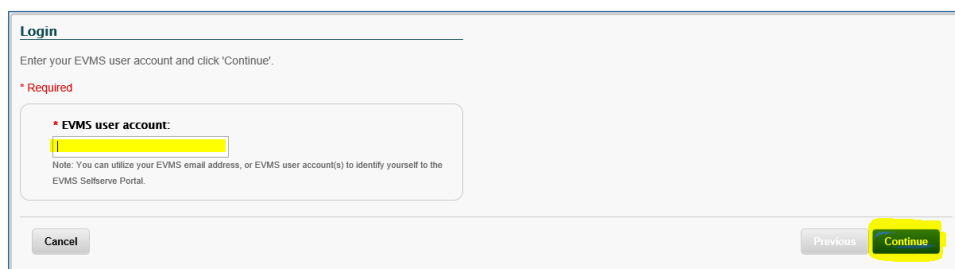 Login
Enter your EVMS user account and click 'Continue'.
* Required
* EVMS user account:
Note: You can utilize your EVMS email address, or EVMS user account(s) to identify yourself to the
EVMS Selfserve Portal.
Cancel
Previous
Continue